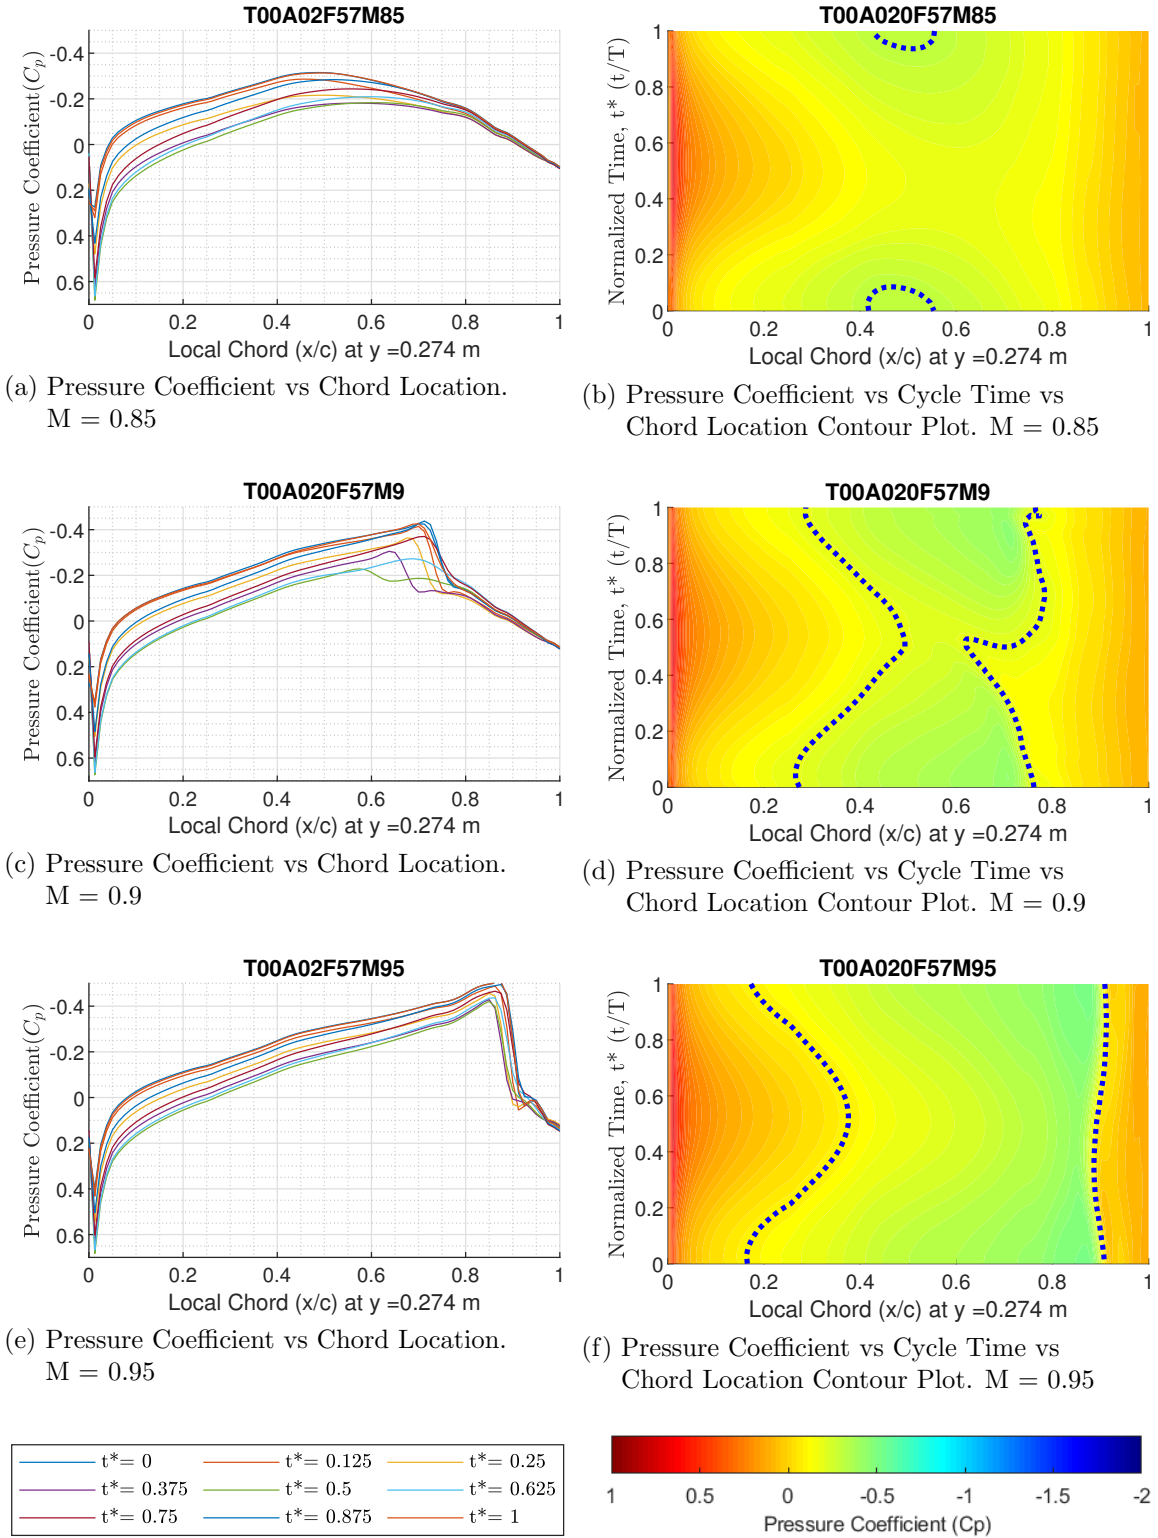 T00A02F57M85
Pressure Coefficient(Cp)
-0.4
-0.2
0
0.2
0.4
0.6
0 0.2 0.4 0.6 0.8 1
Local Chord (x/c) at y =0.274 m
(a) Pressure Coefficient vs Chord Location.
M = 0.85
T00A020F57M85
Normalized Time, t* (t/T)
1
0.8
0.6
0.4
0.2
0
0 0.2 0.4 0.6 0.8 1
Local Chord (x/c) at y =0.274 m
(b) Pressure Coefficient vs Cycle Time vs
Chord Location Contour Plot. M = 0.85
T00A020F57M9
Pressure Coefficient(Cp)
-0.4
-0.2
0
0.2
0.4
0.6
0 0.2 0.4 0.6 0.8 1
Local Chord (x/c) at y =0.274 m
(c) Pressure Coefficient vs Chord Location.
M = 0.9
T00A020F57M9
Normalized Time, t* (t/T)
1
0.8
0.6
0.4
0.2
0
0 0.2 0.4 0.6 0.8 1
Local Chord (x/c) at y =0.274 m
(d) Pressure Coefficient vs Cycle Time vs
Chord Location Contour Plot. M = 0.9
T00A02F57M95
Pressure Coefficient(Cp)
-0.4
-0.2
0
0.2
0.4
0.6
0 0.2 0.4 0.6 0.8 1
Local Chord (x/c) at y =0.274 m
(e) Pressure Coefficient vs Chord Location.
M = 0.95
T00A020F57M95
Normalized Time, t* (t/T)
1
0.8
0.6
0.4
0.2
0
0 0.2 0.4 0.6 0.8 1
Local Chord (x/c) at y =0.274 m
(f) Pressure Coefficient vs Cycle Time vs
Chord Location Contour Plot. M = 0.95
t*= 0 t*= 0.125 t*= 0.25
t*= 0.375 t*= 0.5 t*= 0.625
t*= 0.75 t*= 0.875 t*= 1
1 0.5 0 -0.5 -1 -1.5 -2
Pressure Coefficient (Cp)